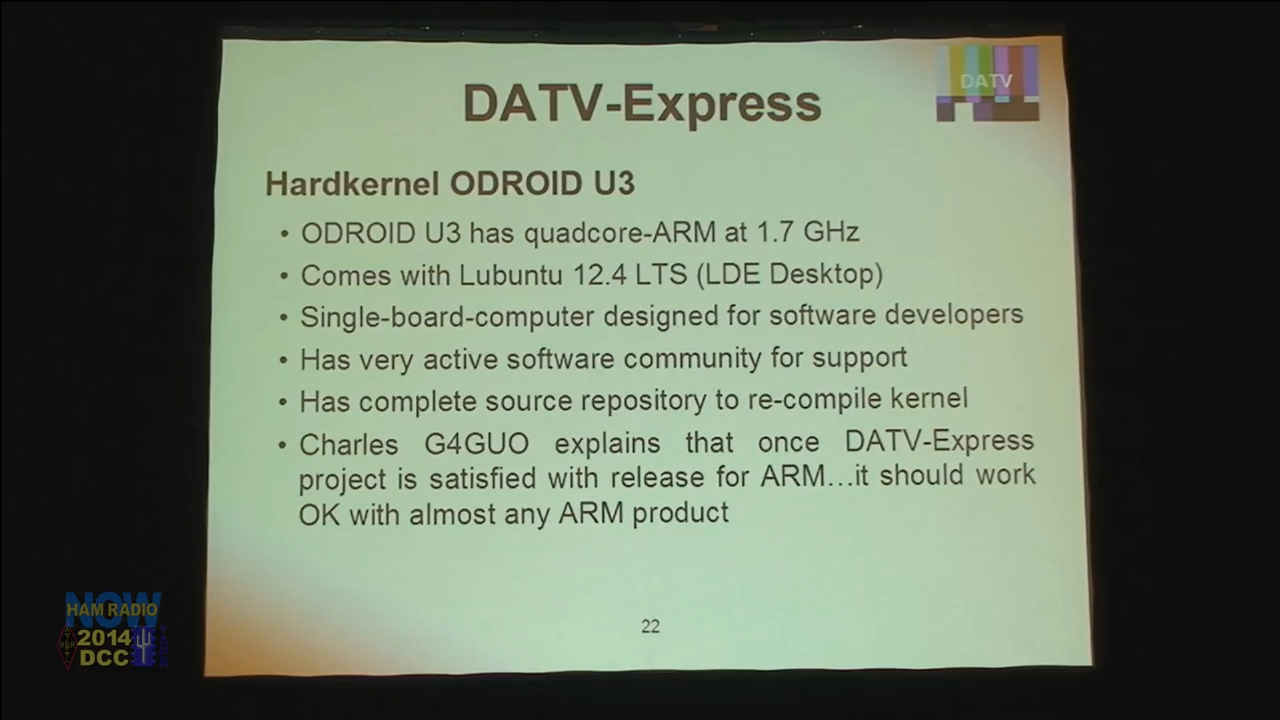 DATV
DATV-Express
Hardkernel ODROID U3
• ODROID U3 has quadcore-ARM at 1.7 GHz
• Comes with Lubuntu 12.4 LTS (LDE Desktop)
• Single-board-computer designed for software developers
• Has very active software community for support
• Has complete source repository to re-compile kernel
• Charles G4GUO explains that once DATV-Express
project is satisfied with release for ARM…it should work
OK with almost any ARM product
22
NOW
HAM RADIO
2014
DCC